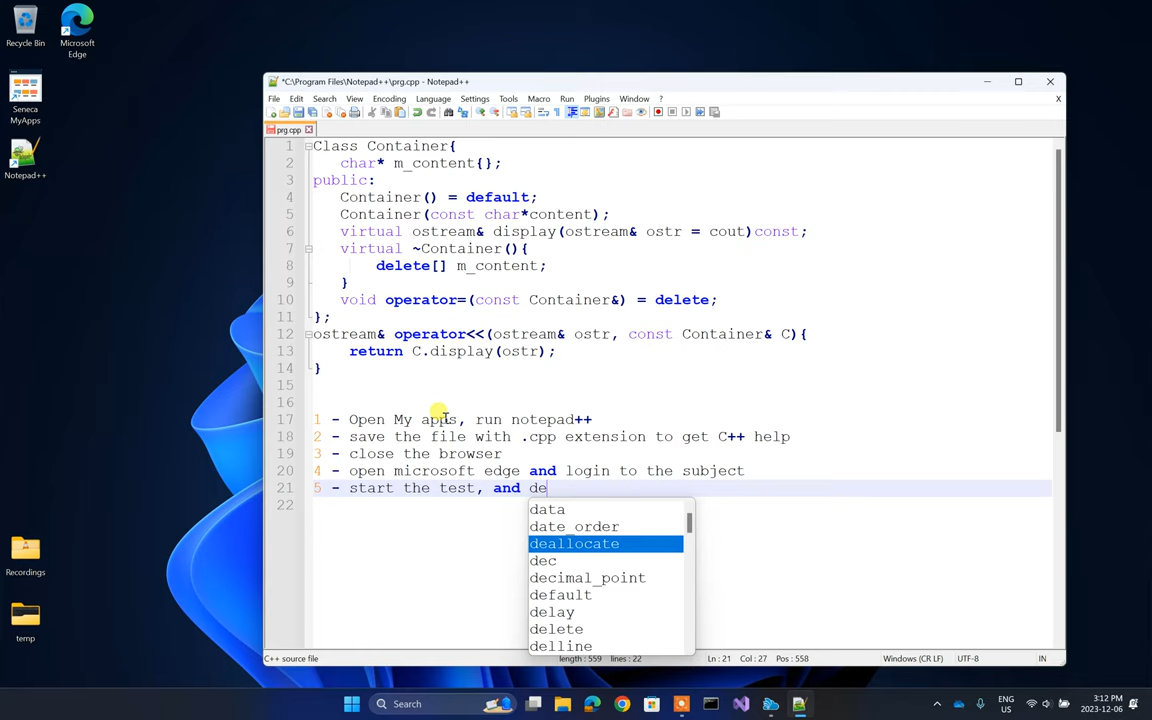 Recycle Bin
Microsoft
Edge
Seneca
MyApps
Notepad++
Recordings
temp
*C:\Program Files\Notepad++\prg.cpp - Notepad++
File Edit Search View Encoding Language Settings Tools Macro Run Plugins Window ? X
prg.cpp
1 Class Container{
2 char* m_content{};
3 public:
4 Container() = default;
5 Container(const char*content);
6 virtual ostream& display(ostream& ostr = cout)const;
7 virtual ~Container(){
8 delete[] m_content;
9 }
10 void operator=(const Container&) = delete;
11 };
12 ostream& operator<<(ostream& ostr, const Container& C){
13 return C.display(ostr);
14 }
15
16
17 1 - Open My apps, run notepad++
18 2 - save the file with .cpp extension to get C++ help
19 3 - close the browser
20 4 - open microsoft edge and login to the subject
21 5 - start the test, and de
22
data
date_order
deallocate
dec
decimal_point
default
delay
delete
delline
C++ source file length : 559 lines : 22 Ln : 21 Col : 27 Pos : 558 Windows (CR LF) UTF-8 IN
Search
ENG
US
3:12 PM
2023-12-06